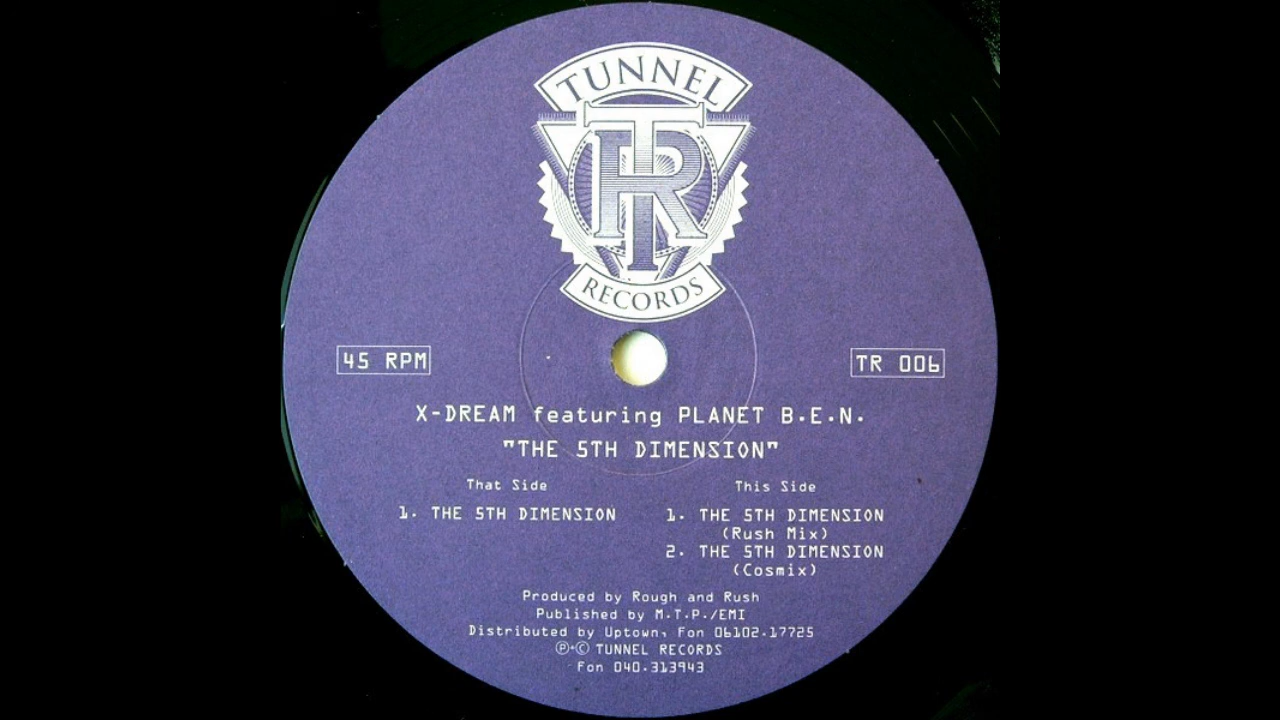 TUNNEL
TR
RECORDS
45 RPM
TR 006
X-DREAM featuring PLANET B.E.N.
"THE 5TH DIMENSION"
That Side
1. THE 5TH DIMENSION
This Side
1. THE 5TH DIMENSION
(Rush Mix)
2. THE 5TH DIMENSION
(Cosmix)
Produced by Rough and Rush
Published by M.T.P./EMI
Distributed by Uptown, Fon 06102.17725
℗+© TUNNEL RECORDS
Fon 040.313943